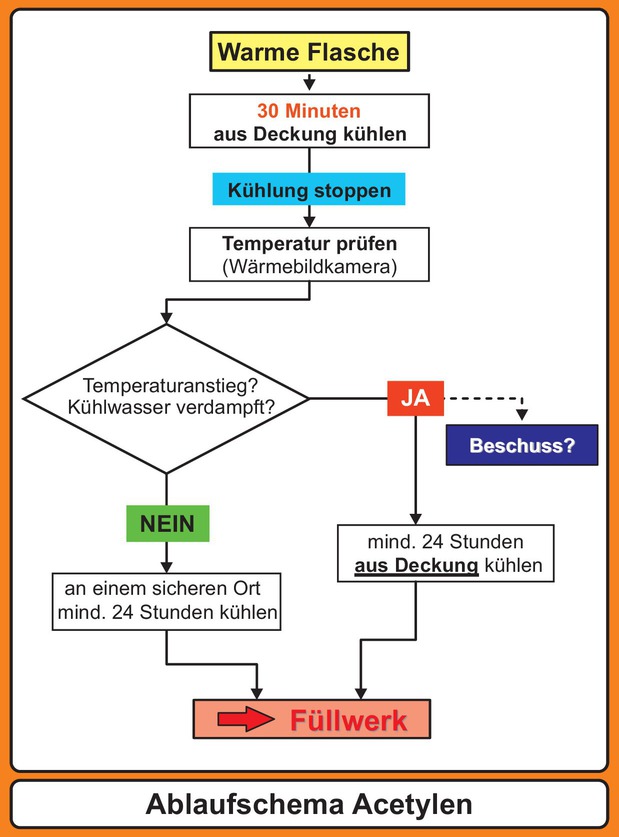 Warme Flasche
30 Minuten
aus Deckung kühlen
Kühlung stoppen
Temperatur prüfen
(Wärmebildkamera)
Temperaturanstieg?
Kühlwasser verdampft?
JA
Beschuss?
NEIN
mind. 24 Stunden
aus Deckung kühlen
an einem sicheren Ort
mind. 24 Stunden kühlen
Füllwerk
Ablaufschema Acetylen